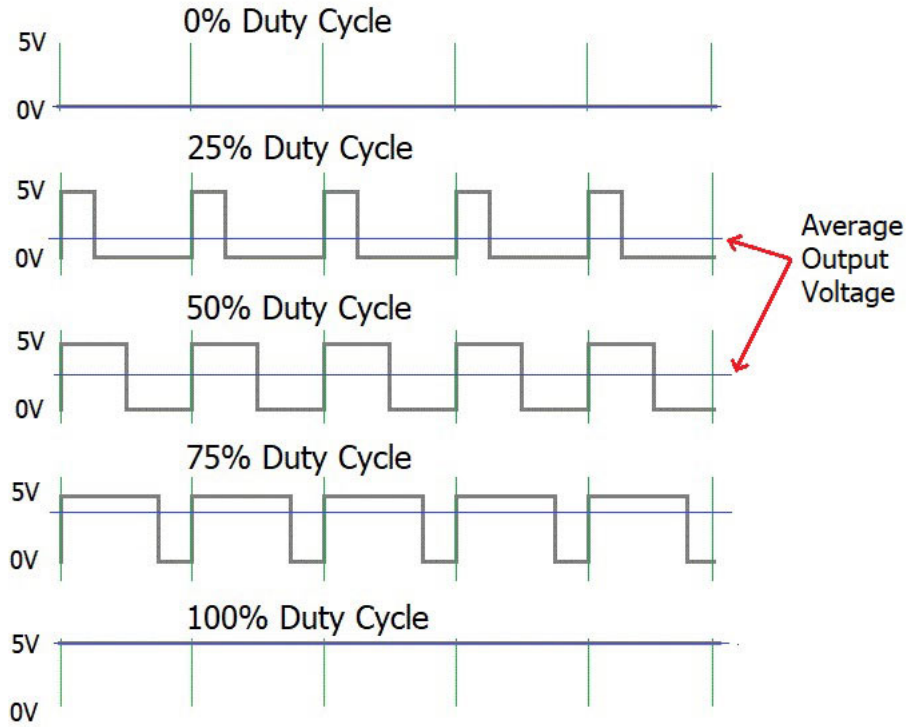 0% Duty Cycle
5V
0V
25% Duty Cycle
5V
0V
Average
Output
Voltage
50% Duty Cycle
5V
0V
75% Duty Cycle
5V
0V
100% Duty Cycle
5V
0V